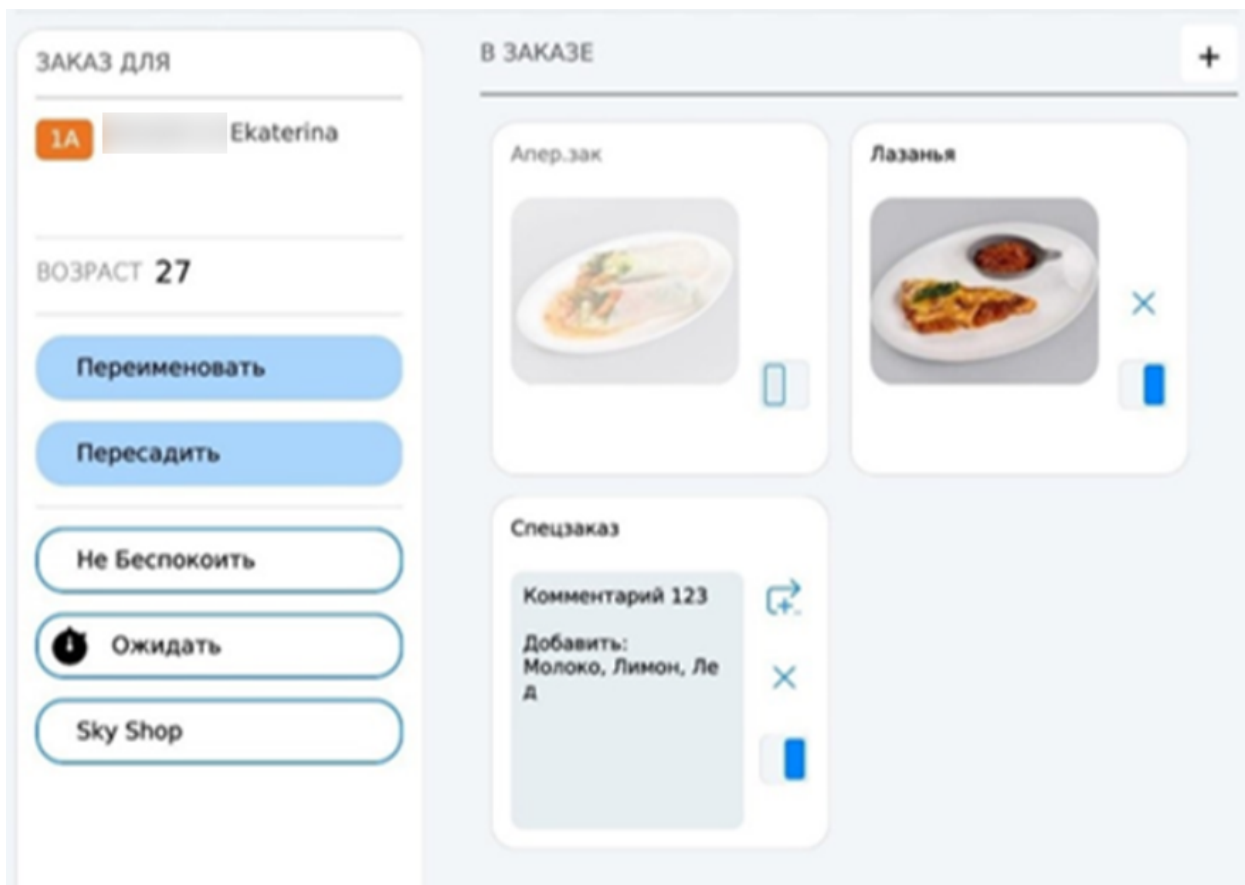 ЗАКАЗ ДЛЯ
1A Ekaterina
ВОЗРАСТ 27
Переименовать
Пересадить
Не Беспокоить
Ожидать
Sky Shop
В ЗАКАЗЕ
+
Апер.зак
Лазанья
Спецзаказ
Комментарий 123
Добавить:
Молоко, Лимон, Ле
д